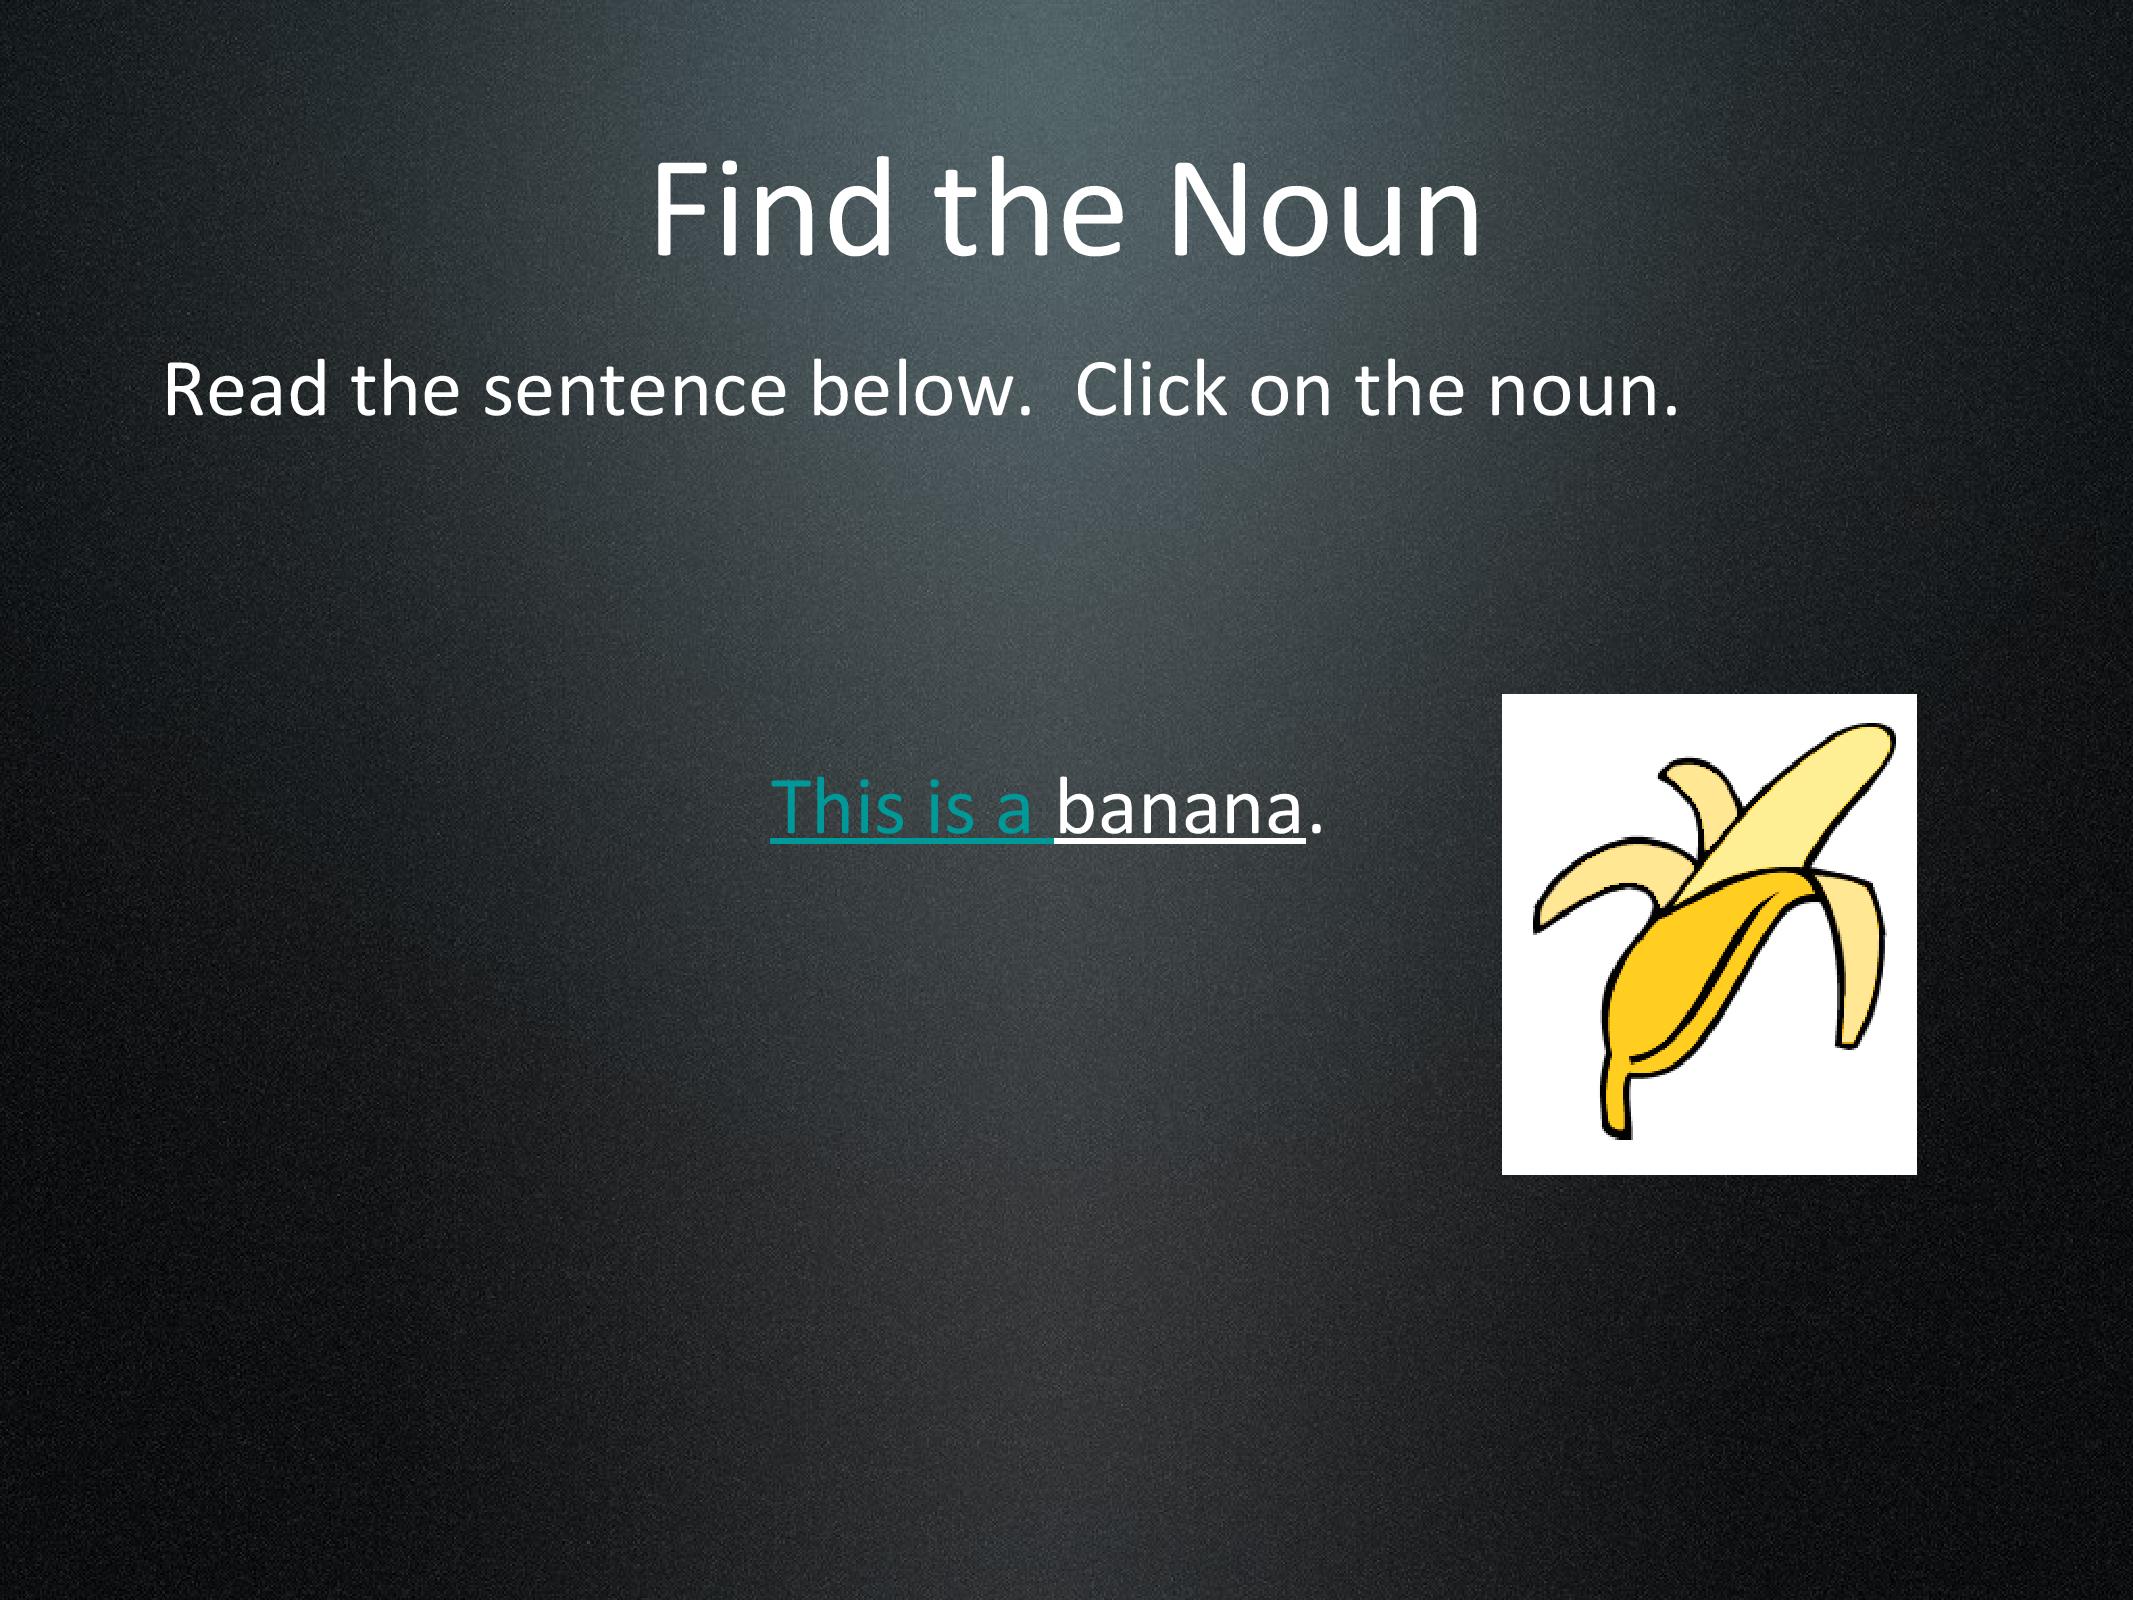 Find the Noun
Read the sentence below.  Click on the noun.
This is a banana.